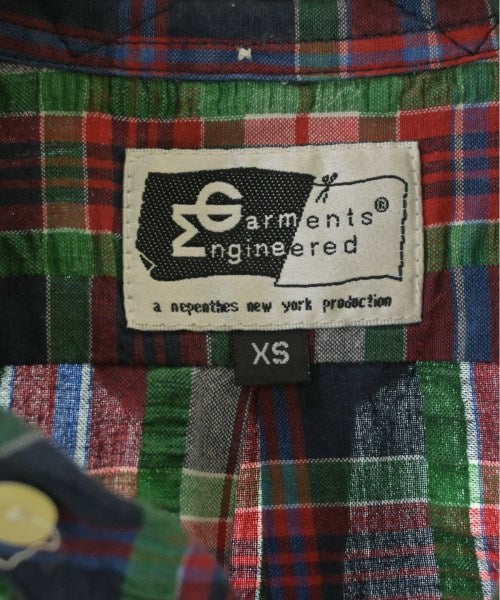 Garments®
Engineered
a nepenthes new york production
XS